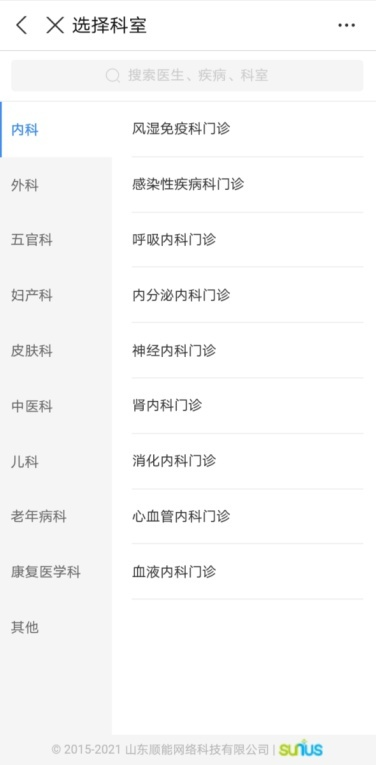 选择科室
搜索医生、疾病、科室
内科
风湿免疫科门诊
外科
感染性疾病科门诊
五官科
呼吸内科门诊
妇产科
内分泌内科门诊
皮肤科
神经内科门诊
中医科
肾内科门诊
儿科
消化内科门诊
老年病科
心血管内科门诊
康复医学科
血液内科门诊
其他
© 2015-2021 山东顺能网络科技有限公司 | sunus